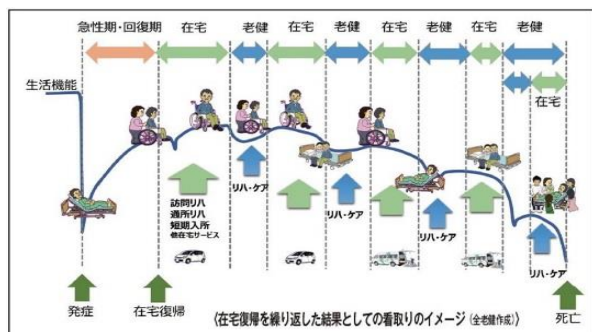 急性期・回復期 在宅 老健 在宅 老健 在宅 老健 在宅 老健
在宅
生活機能
訪問リハ
通所リハ
短期入所
他在宅サービス
リハ・ケア
リハ・ケア
リハ・ケア
リハ・ケア
発症
在宅復帰
〈在宅復帰を繰り返した結果としての看取りのイメージ（全老健作成）〉
死亡